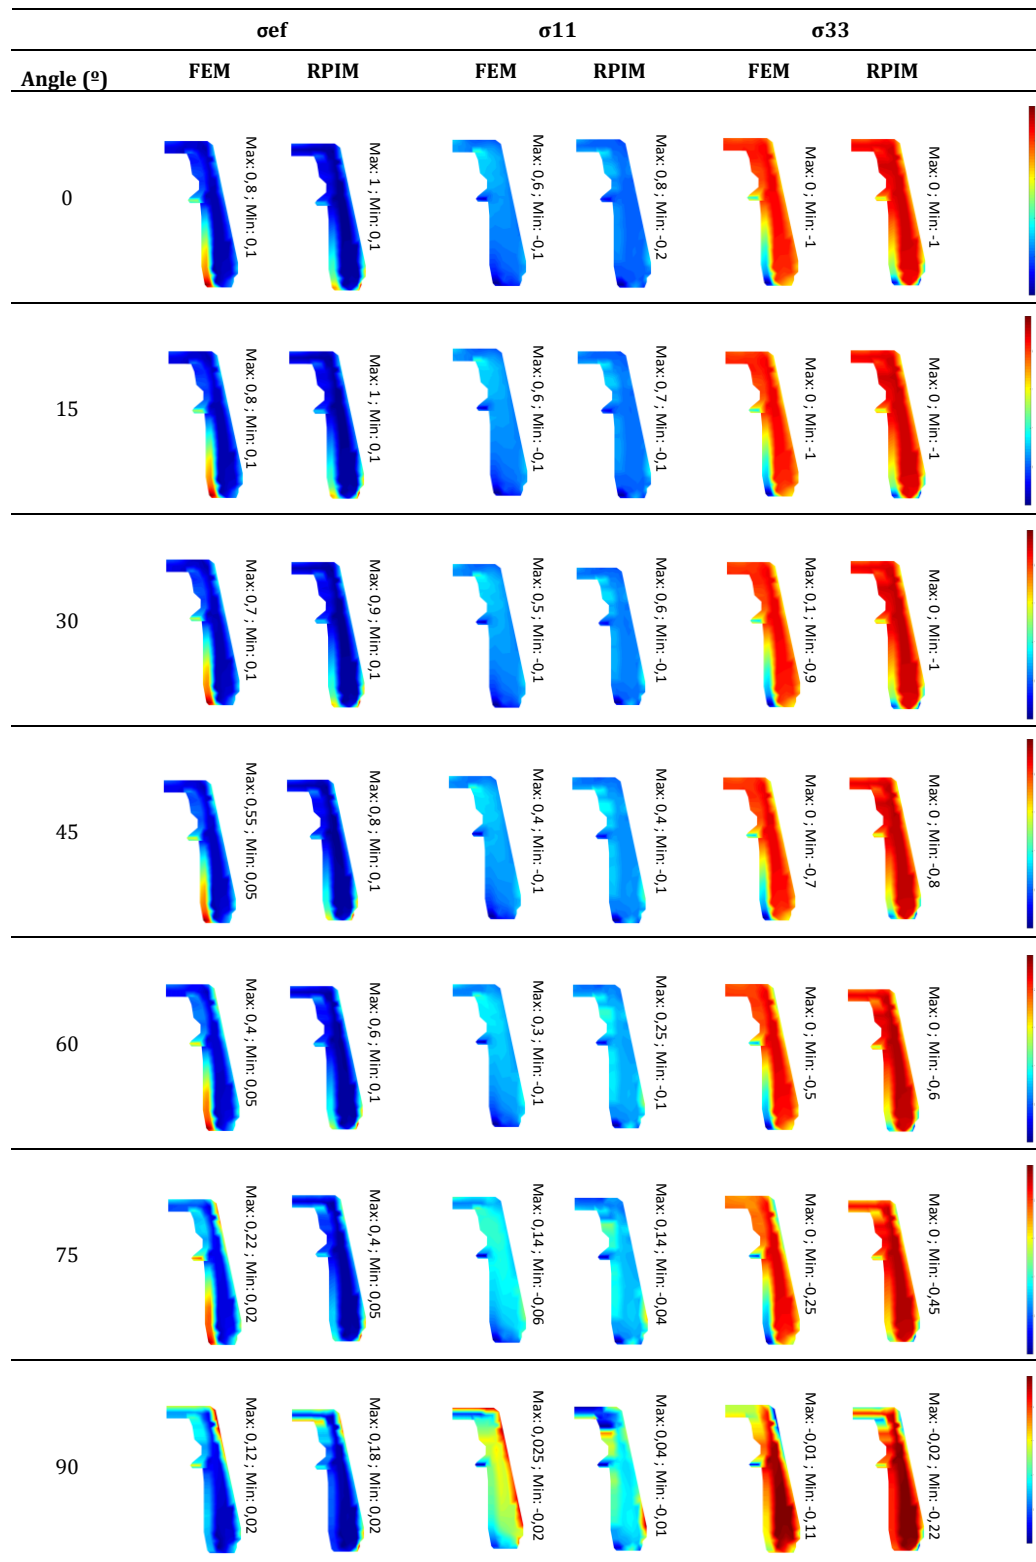 σef σ11 σ33
Angle (º) FEM RPIM FEM RPIM FEM RPIM
0
Max: 0,8 ; Min: 0,1
Max: 1 ; Min: 0,1
Max: 0,6 ; Min: -0,1
Max: 0,8 ; Min: -0,2
Max: 0 ; Min: -1
Max: 0 ; Min: -1
15
Max: 0,8 ; Min: 0,1
Max: 1 ; Min: 0,1
Max: 0,6 ; Min: -0,1
Max: 0,7 ; Min: -0,1
Max: 0 ; Min: -1
Max: 0 ; Min: -1
30
Max: 0,7 ; Min: 0,1
Max: 0,9 ; Min: 0,1
Max: 0,5 ; Min: -0,1
Max: 0,6 ; Min: -0,1
Max: 0,1 ; Min: -0,9
Max: 0 ; Min: -1
45
Max: 0,55 ; Min: 0,05
Max: 0,8 ; Min: 0,1
Max: 0,4 ; Min: -0,1
Max: 0,4 ; Min: -0,1
Max: 0 ; Min: -0,7
Max: 0 ; Min: -0,8
60
Max: 0,4 ; Min: 0,05
Max: 0,6 ; Min: 0,1
Max: 0,3 ; Min: -0,1
Max: 0,25 ; Min: -0,1
Max: 0 ; Min: -0,5
Max: 0 ; Min: -0,6
75
Max: 0,22 ; Min: 0,02
Max: 0,4 ; Min: 0,05
Max: 0,14 ; Min: -0,06
Max: 0,14 ; Min: -0,04
Max: 0 ; Min: -0,25
Max: 0 ; Min: -0,45
90
Max: 0,12 ; Min: 0,02
Max: 0,18 ; Min: 0,02
Max: 0,025 ; Min: -0,02
Max: 0,04 ; Min: -0,01
Max: -0,01 ; Min: -0,11
Max: -0,02 ; Min: -0,22